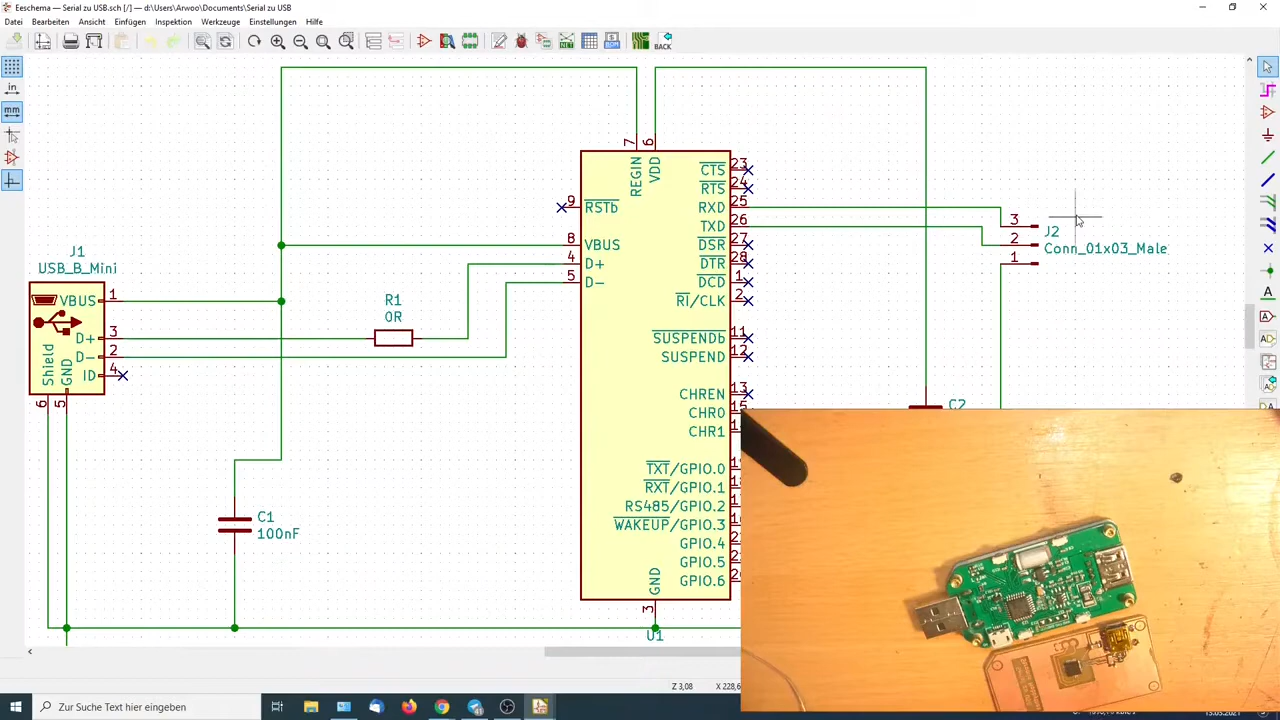 Eeschema — Serial zu USB.sch [/] — d:\Users\Arwoo\Documents\Serial zu USB
Datei Bearbeiten Ansicht Einfügen Inspektion Platzieren Werkzeuge Einstellungen Hilfe
in
mm
NET
BOM
BACK
A
7
6
REGIN
VDD
23
CTS
24
RTS
9
RSTb
25
RXD
3
26
TXD
J2
8
VBUS
27
DSR
2
Conn_01x03_Male
4
D+
28
DTR
1
5
D-
1
DCD
2
RI/CLK
J1
USB_B_Mini
VBUS
1
R1
0R
D+
3
11
SUSPENDb
D-
2
12
SUSPEND
ID
4
Shield
GND
6
5
13
CHREN
15
CHR0
CHR1
C2
TXT/GPIO.0
RXT/GPIO.1
RS485/GPIO.2
WAKEUP/GPIO.3
GPIO.4
GPIO.5
GPIO.6
C1
100nF
GND
3
U1
Z 3,08
X 228,6
Zur Suche Text hier eingeben